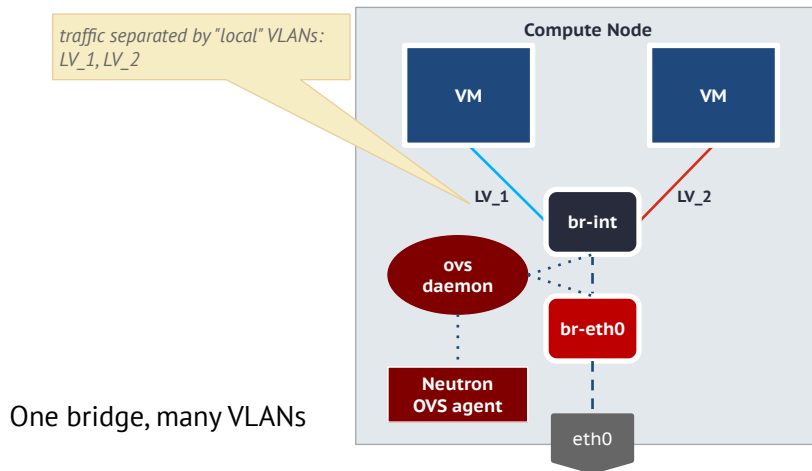 traffic separated by "local" VLANs:
LV_1, LV_2
Compute Node
VM
VM
LV_1
LV_2
br-int
ovs
daemon
br-eth0
Neutron
OVS agent
One bridge, many VLANs
eth0